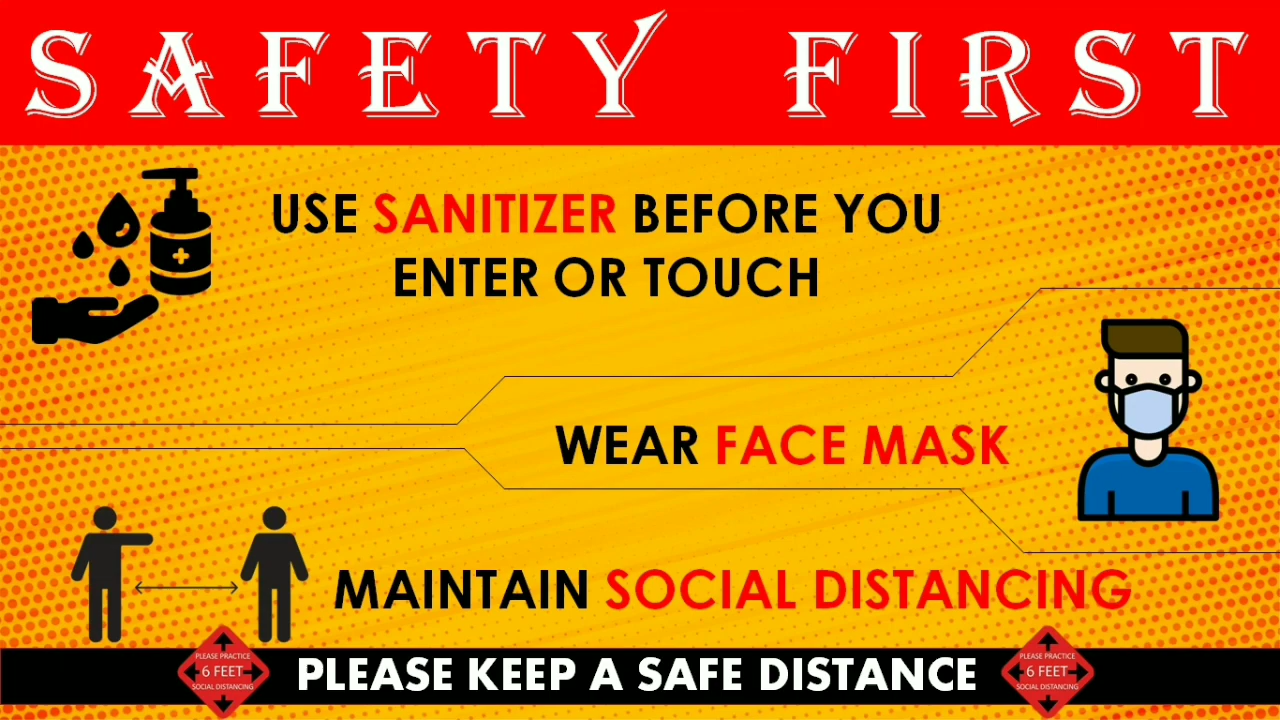 SAFETY FIRST
USE SANITIZER BEFORE YOU
ENTER OR TOUCH
WEAR FACE MASK
MAINTAIN SOCIAL DISTANCING
PLEASE PRACTICE
6 FEET
SOCIAL DISTANCING
PLEASE KEEP A SAFE DISTANCE
PLEASE PRACTICE
6 FEET
SOCIAL DISTANCING